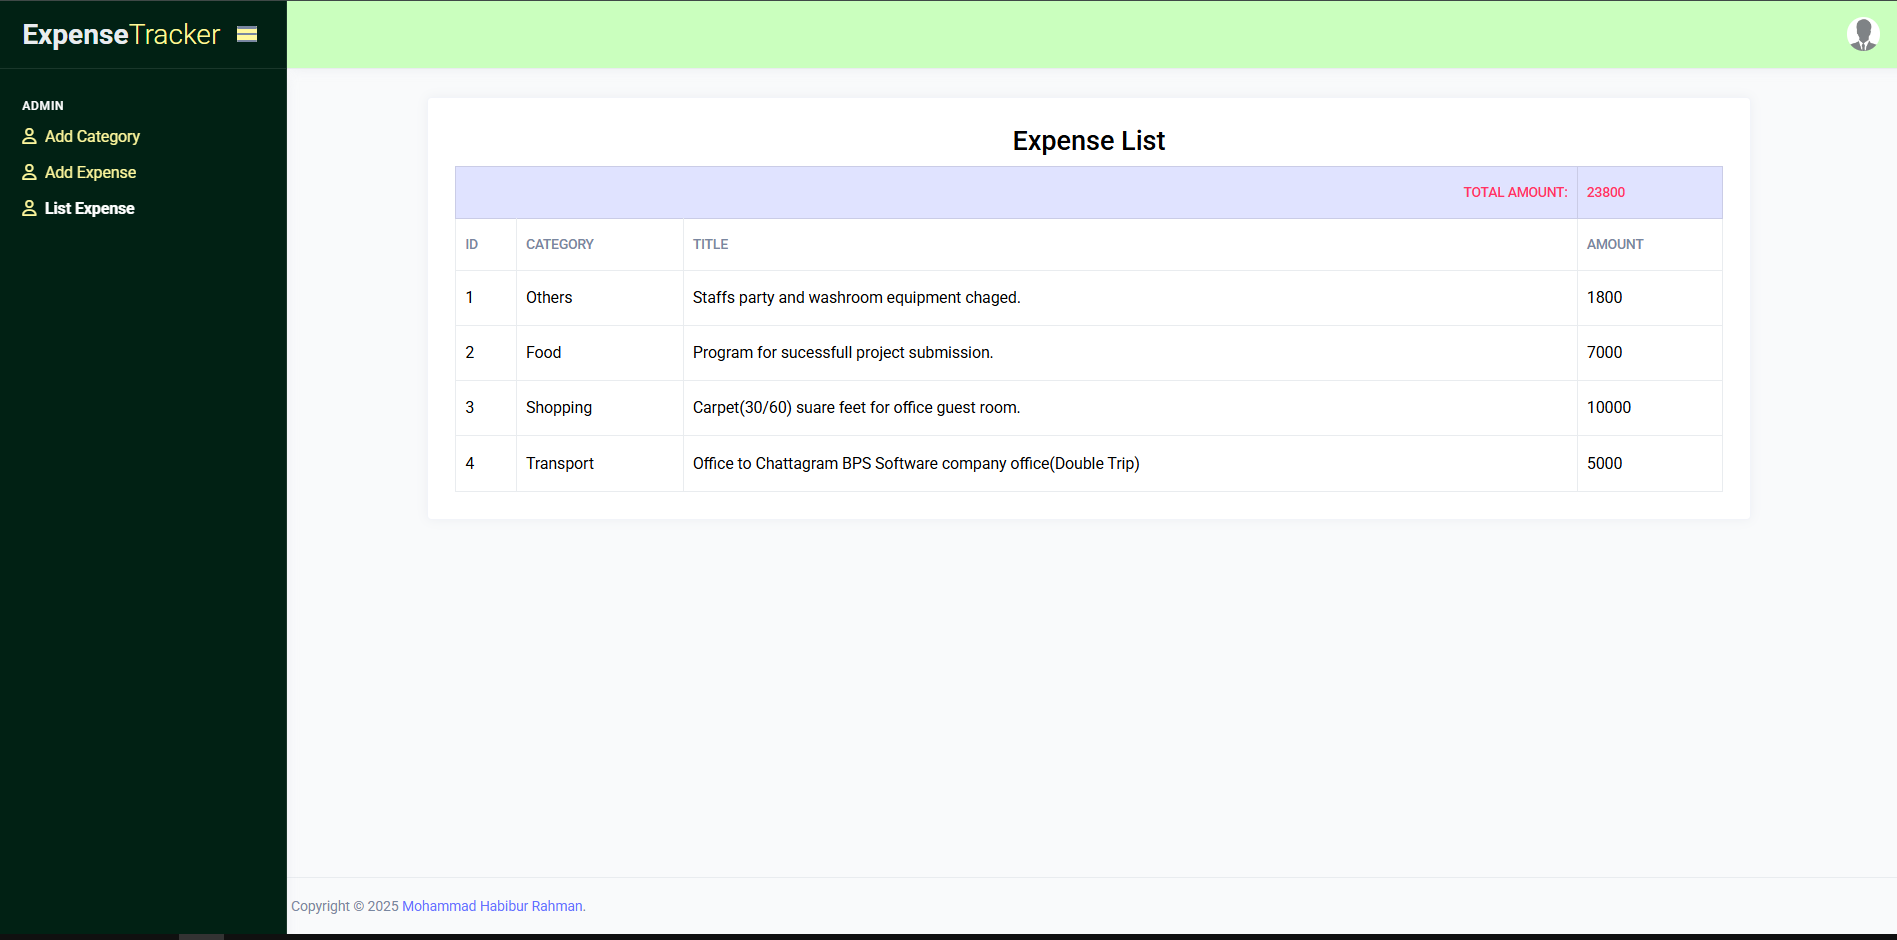 ExpenseTracker
ADMIN
Add Category
Add Expense
List Expense
Expense List
TOTAL AMOUNT: 23800
ID CATEGORY TITLE AMOUNT
1 Others Staffs party and washroom equipment chaged. 1800
2 Food Program for sucessfull project submission. 7000
3 Shopping Carpet(30/60) suare feet for office guest room. 10000
4 Transport Office to Chattagram BPS Software company office(Double Trip) 5000
Copyright © 2025 Mohammad Habibur Rahman.